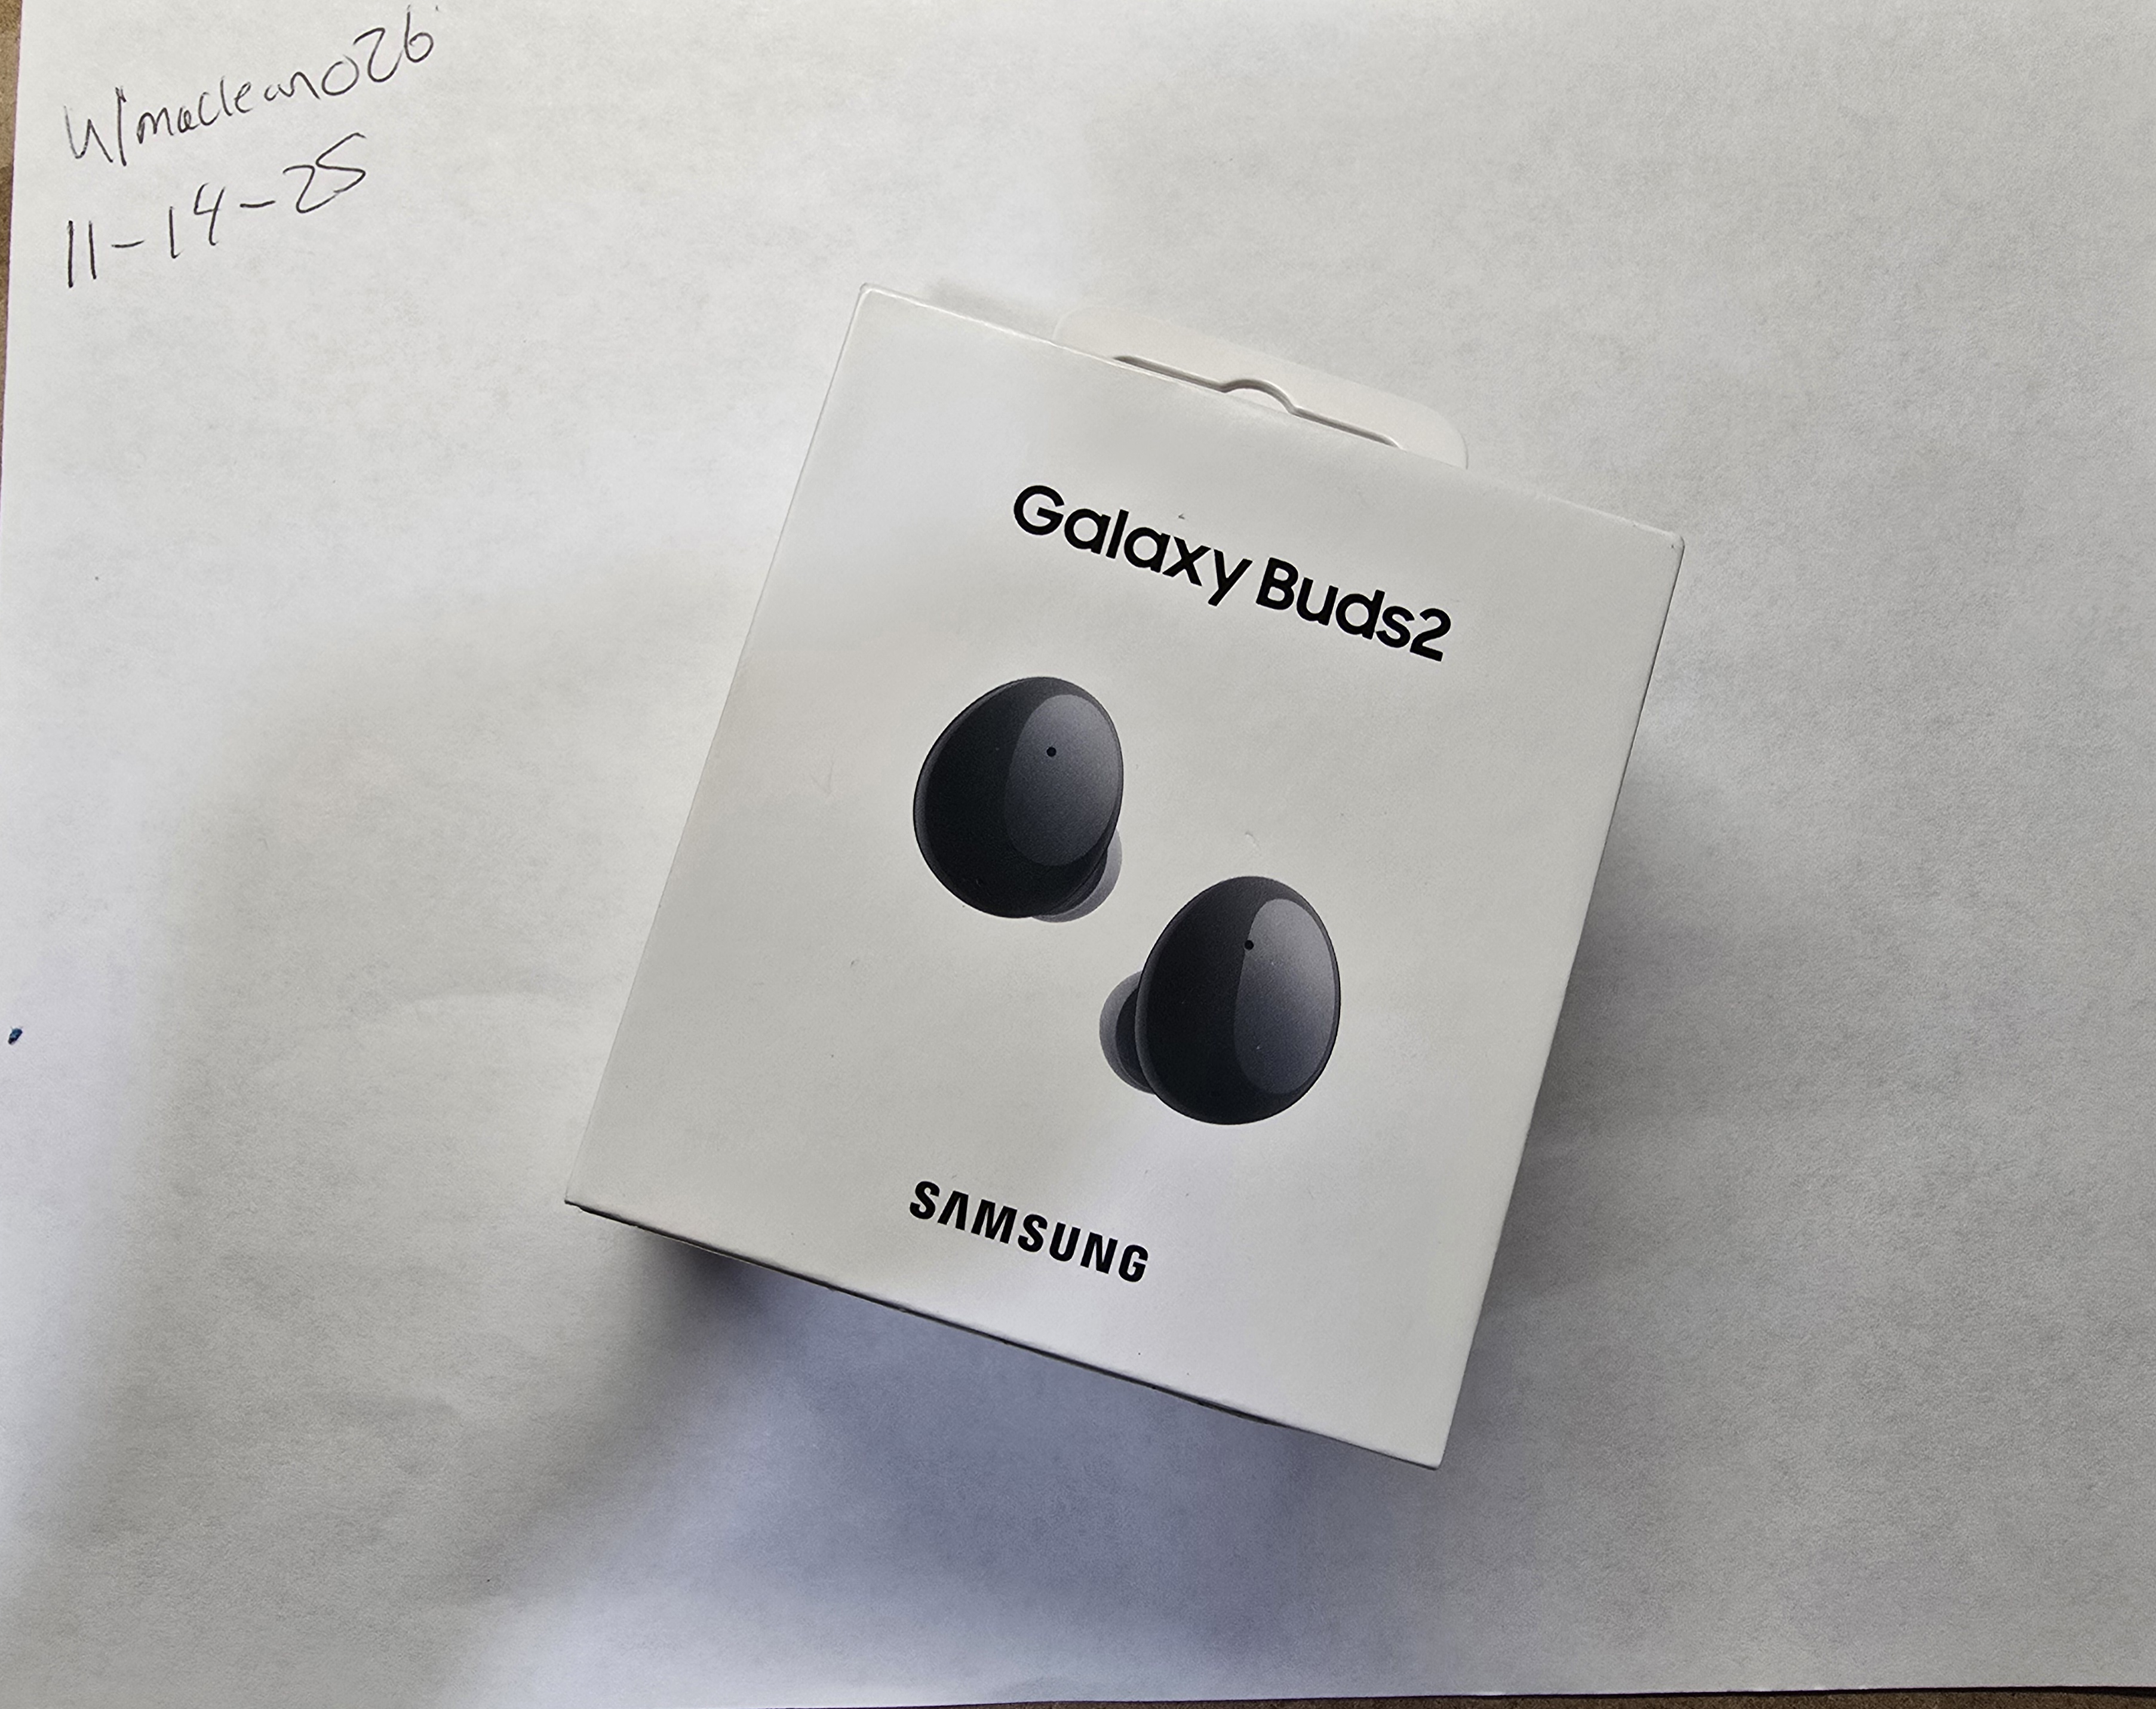 u/maclean026
11-14-25
Galaxy Buds2
SAMSUNG